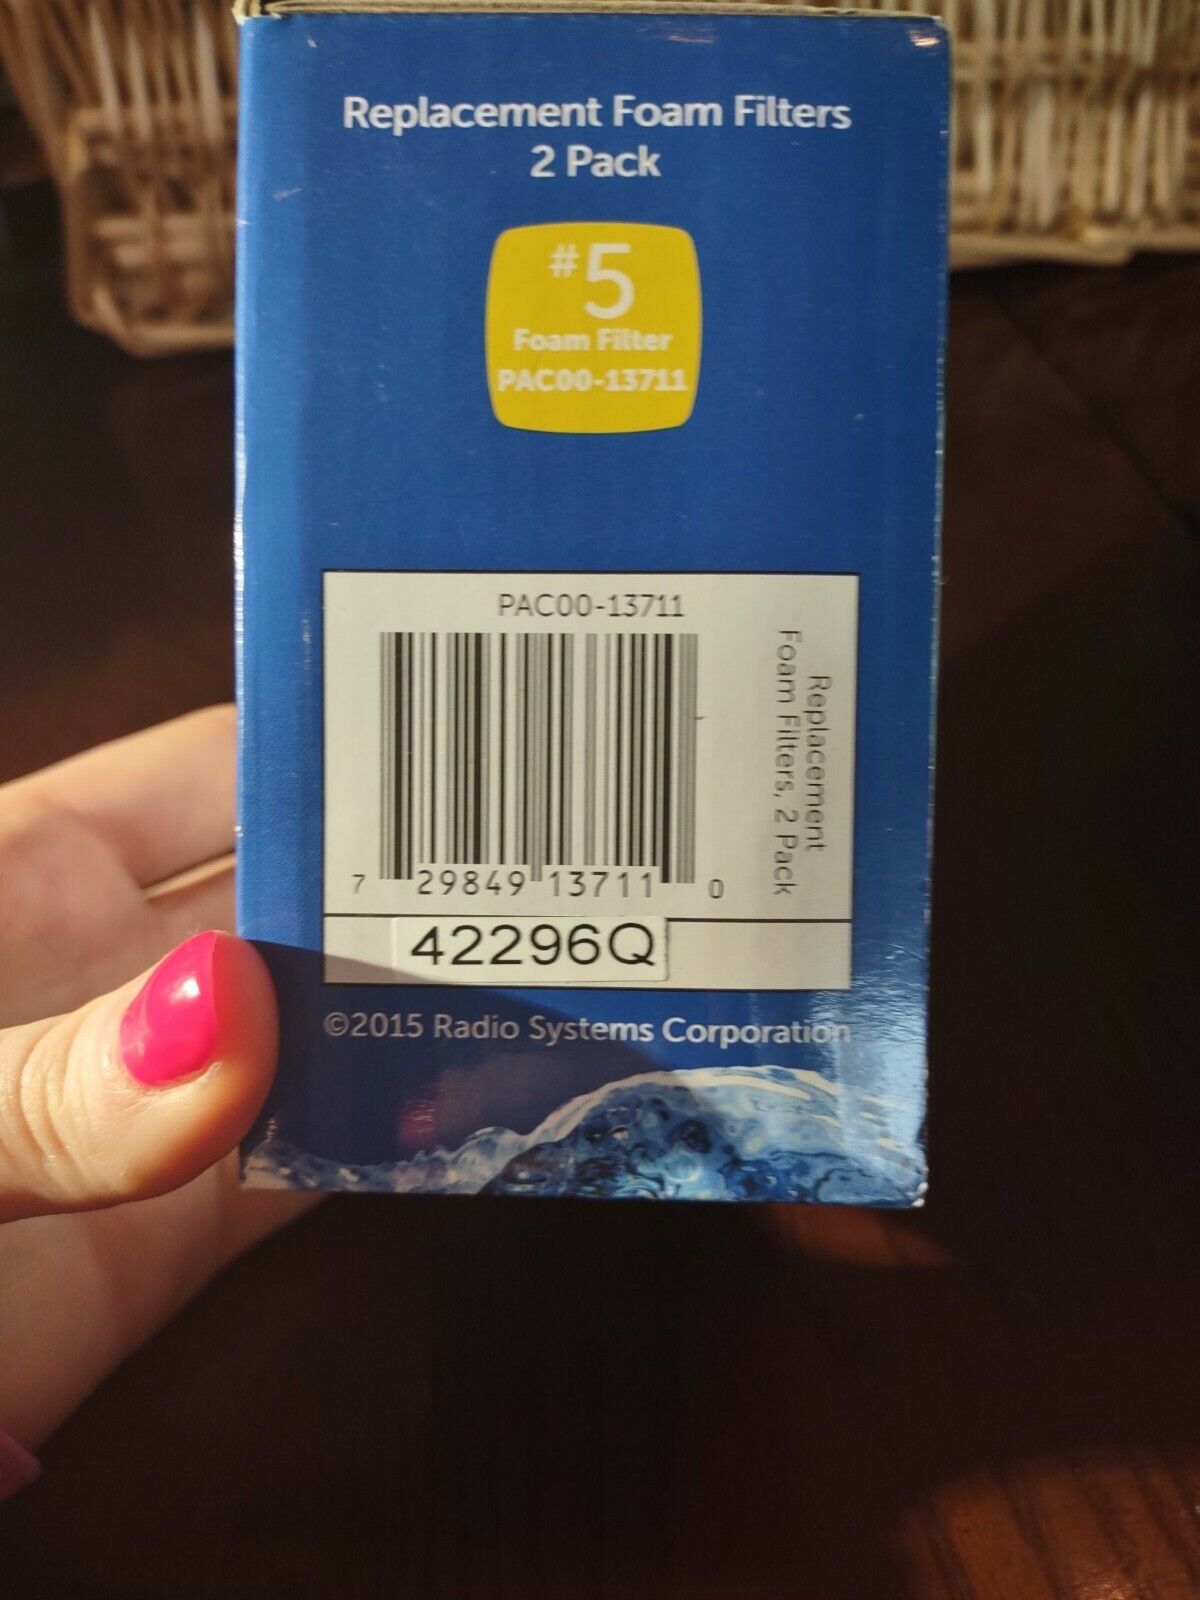 Replacement Foam Filters
2 Pack
#5
Foam Filter
PAC00-13711
PAC00-13711
Replacement
Foam Filters, 2 Pack
7 29849 13711 0
42296Q
©2015 Radio Systems Corporation